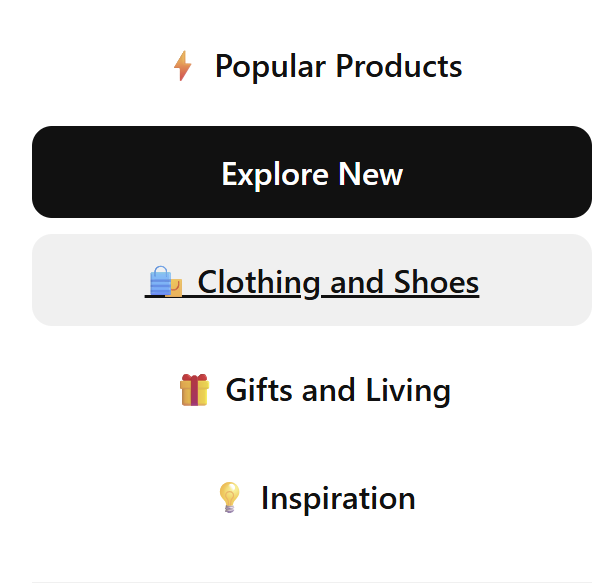 ⚡ Popular Products
Explore New
🛍️ Clothing and Shoes
🎁 Gifts and Living
💡 Inspiration